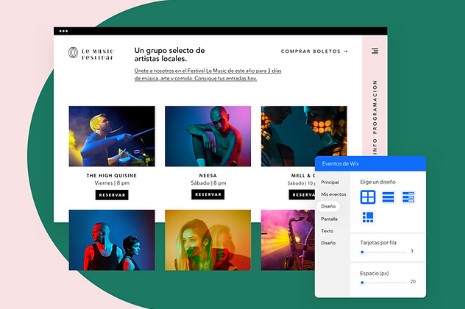 Le Music
Festival
Un grupo selecto de
artistas locales.
Únete a nosotros en el Festival Le Music de este año para 3 días
de música, arte y comida. Consigue tus entradas hoy.
COMPRAR BOLETOS →
INFO PROGRAMACION
THE HIGH QUISINE
Viernes | 8 pm
RESERVAR
NEESA
Sábado | 8 pm
RESERVAR
MELL & C
Sábado | 10
RESERVAR
Eventos de Wix
Principal
Mis eventos
Diseño
Pantalla
Texto
Diseño
Elige un diseño
Tarjetas por fila
3
Espacio (px)
20